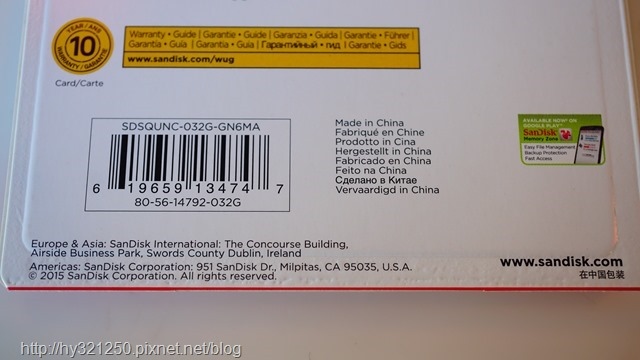 YEAR / ANS
10
WARRANTY / GARANTIE
Card/Carte
Warranty • Guide | Garantie • Guide | Garanzia • Guida | Garantie • Führer |
Garantía • Guía | Garantia • Guia | Гарантийный • гид | Garantie • Gids
www.sandisk.com/wug
SDSQUNC-032G-GN6MA
6 19659 13474 7
80-56-14792-032G
Made in China
Fabriqué en Chine
Prodotto in Cina
Hergestellt in China
Fabricado en China
Feito na China
Сделано в Китае
Vervaardigd in China
AVAILABLE NOW ON
GOOGLE PLAY
SanDisk
Memory Zone
Easy File Management
Backup Protection
Fast Access
Europe & Asia: SanDisk International: The Concourse Building,
Airside Business Park, Swords County Dublin, Ireland
Americas: SanDisk Corporation: 951 SanDisk Dr., Milpitas, CA 95035, U.S.A.
© 2015 SanDisk Corporation. All rights reserved.
www.sandisk.com
在中国包装
http://hy321250.pixnet.net/blog